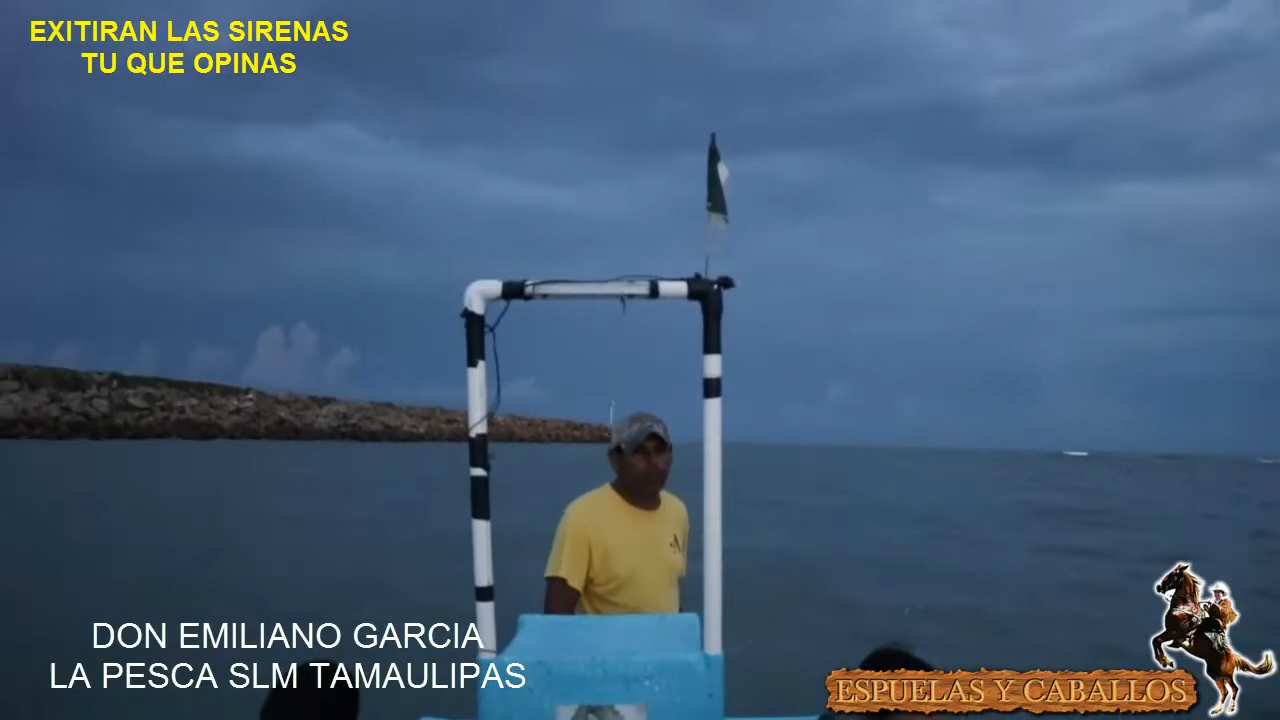 EXITIRAN LAS SIRENAS
TU QUE OPINAS
DON EMILIANO GARCIA
LA PESCA SLM TAMAULIPAS
ESPUELAS Y CABALLOS